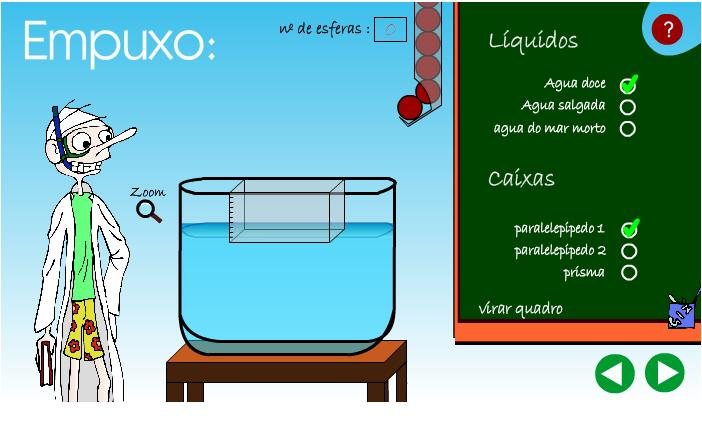 Empuxo:
nº de esferas : 0
Líquidos
Agua doce
Agua salgada
agua do mar morto
Zoom
Caixas
paralelepípedo 1
paralelepípedo 2
prisma
virar quadro
?